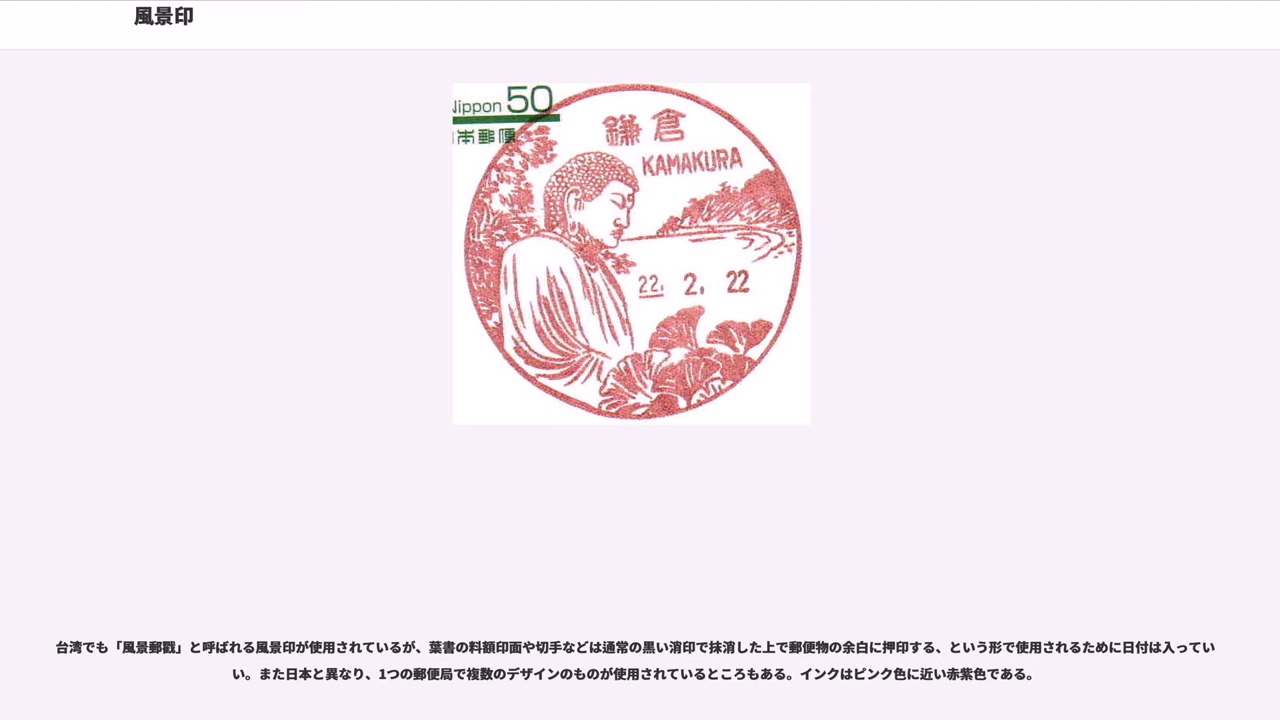 風景印
Nippon 50
日本郵便
鎌倉
KAMAKURA
22. 2. 22
台湾でも「風景郵戳」と呼ばれる風景印が使用されているが、葉書の料額印面や切手などは通常の黒い消印で抹消した上で郵便物の余白に押印する、という形で使用されるために日付は入ってい
い。また日本と異なり、1つの郵便局で複数のデザインのものが使用されているところもある。インクはピンク色に近い赤紫色である。